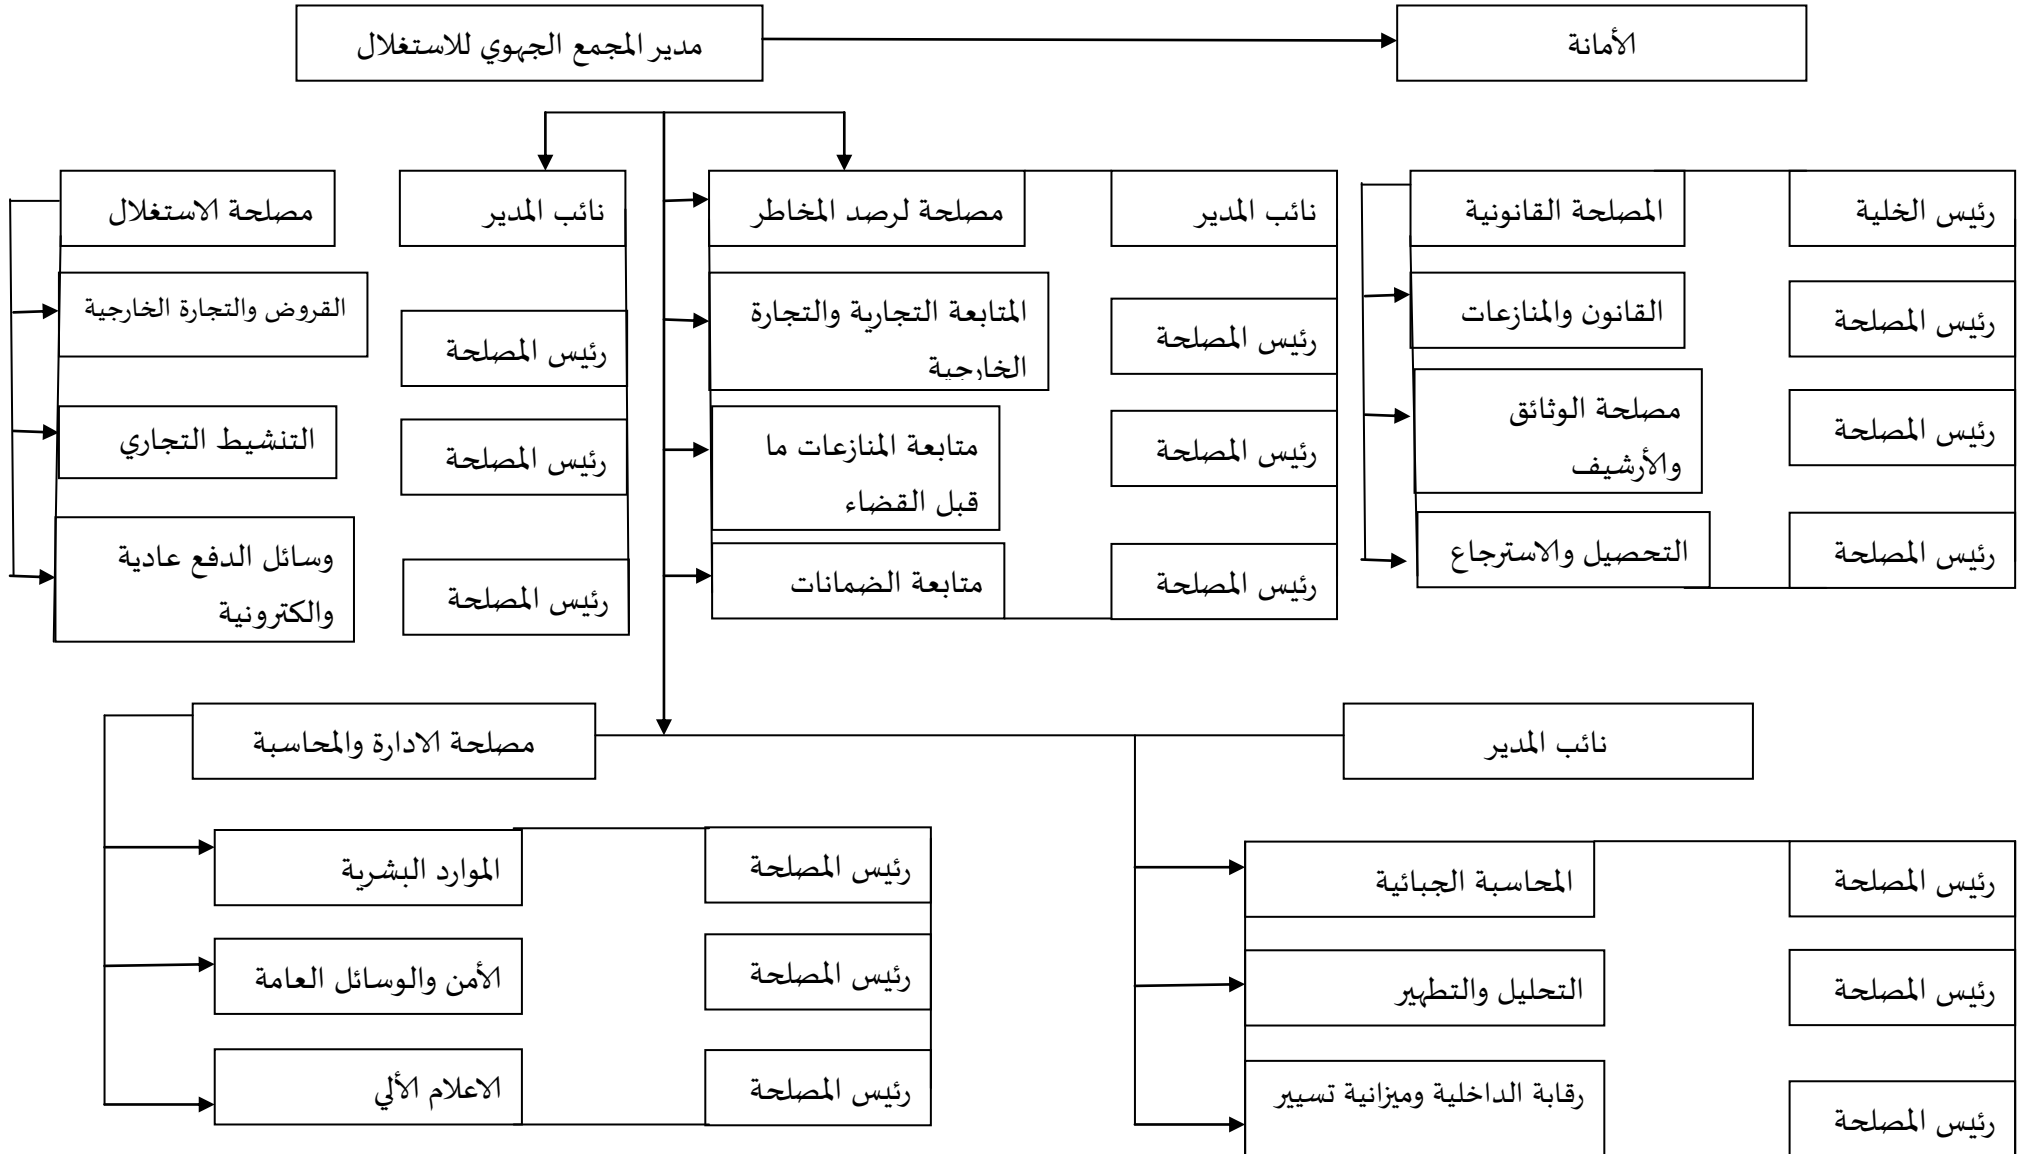 مدير المجمع الجهوي للاستغلال
الأمانة
رئيس الخلية
المصلحة القانونية
نائب المدير
مصلحة لرصد المخاطر
نائب المدير
مصلحة الاستغلال
رئيس المصلحة
القانون والمنازعات
رئيس المصلحة
المتابعة التجارية والتجارة
الخارجية
رئيس المصلحة
القروض والتجارة الخارجية
رئيس المصلحة
مصلحة الوثائق
والأرشيف
رئيس المصلحة
متابعة المنازعات ما
قبل القضاء
رئيس المصلحة
التنشيط التجاري
رئيس المصلحة
التحصيل والاسترجاع
رئيس المصلحة
متابعة الضمانات
رئيس المصلحة
وسائل الدفع عادية
والكترونية
نائب المدير
مصلحة الادارة والمحاسبة
رئيس المصلحة
المحاسبة الجبائية
رئيس المصلحة
الموارد البشرية
رئيس المصلحة
التحليل والتطهير
رئيس المصلحة
الأمن والوسائل العامة
رئيس المصلحة
رقابة الداخلية وميزانية تسيير
رئيس المصلحة
الاعلام الألي